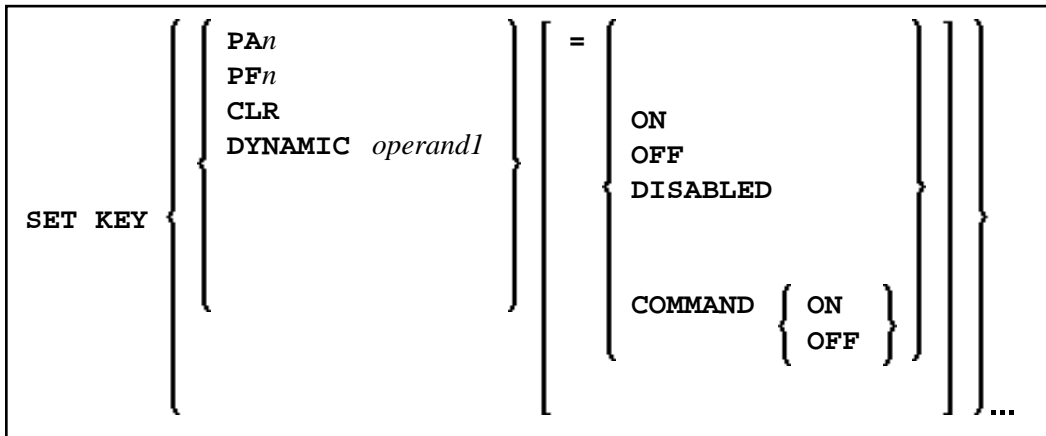 PAn =
PFn
CLR ON
DYNAMIC operand1 OFF
DISABLED
SET KEY
COMMAND ON
OFF
...